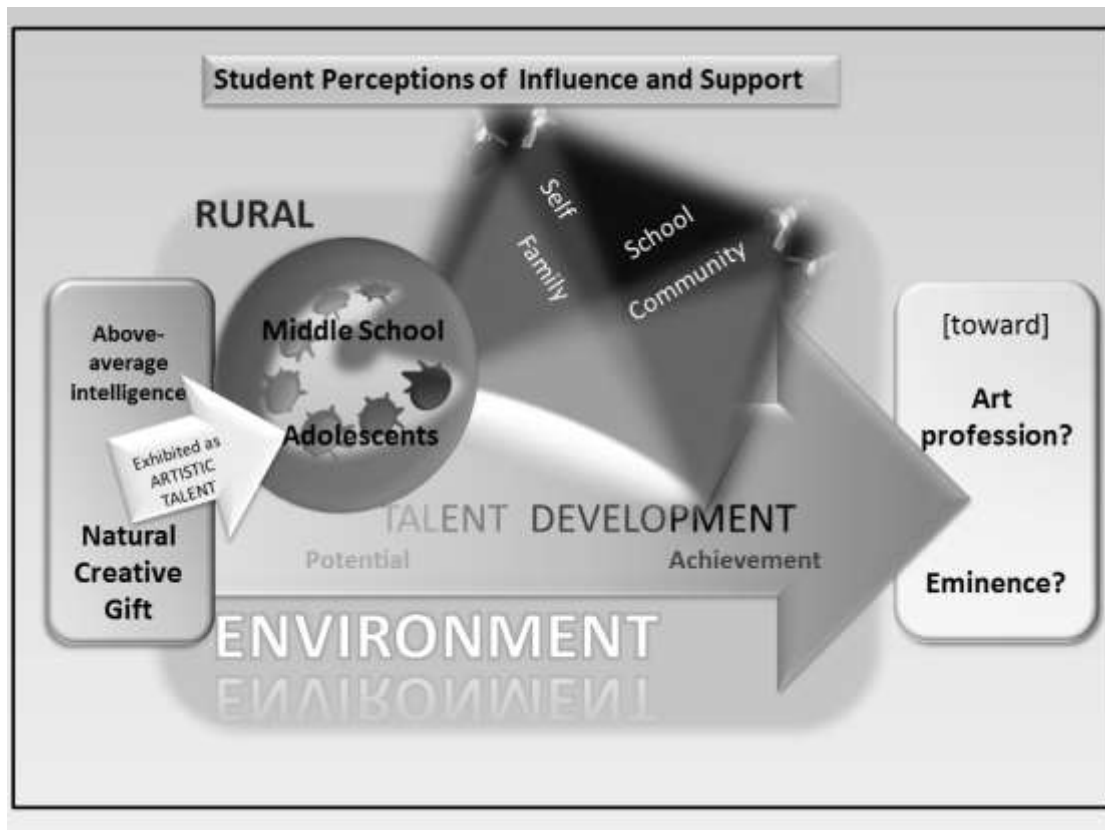 Student Perceptions of Influence and Support
RURAL
Self
Family
School
Community
Above-
average
intelligence
Exhibited as
ARTISTIC
TALENT
Natural
Creative
Gift
Middle School
Adolescents
TALENT DEVELOPMENT
Potential
Achievement
ENVIRONMENT
[toward]
Art
profession?
Eminence?